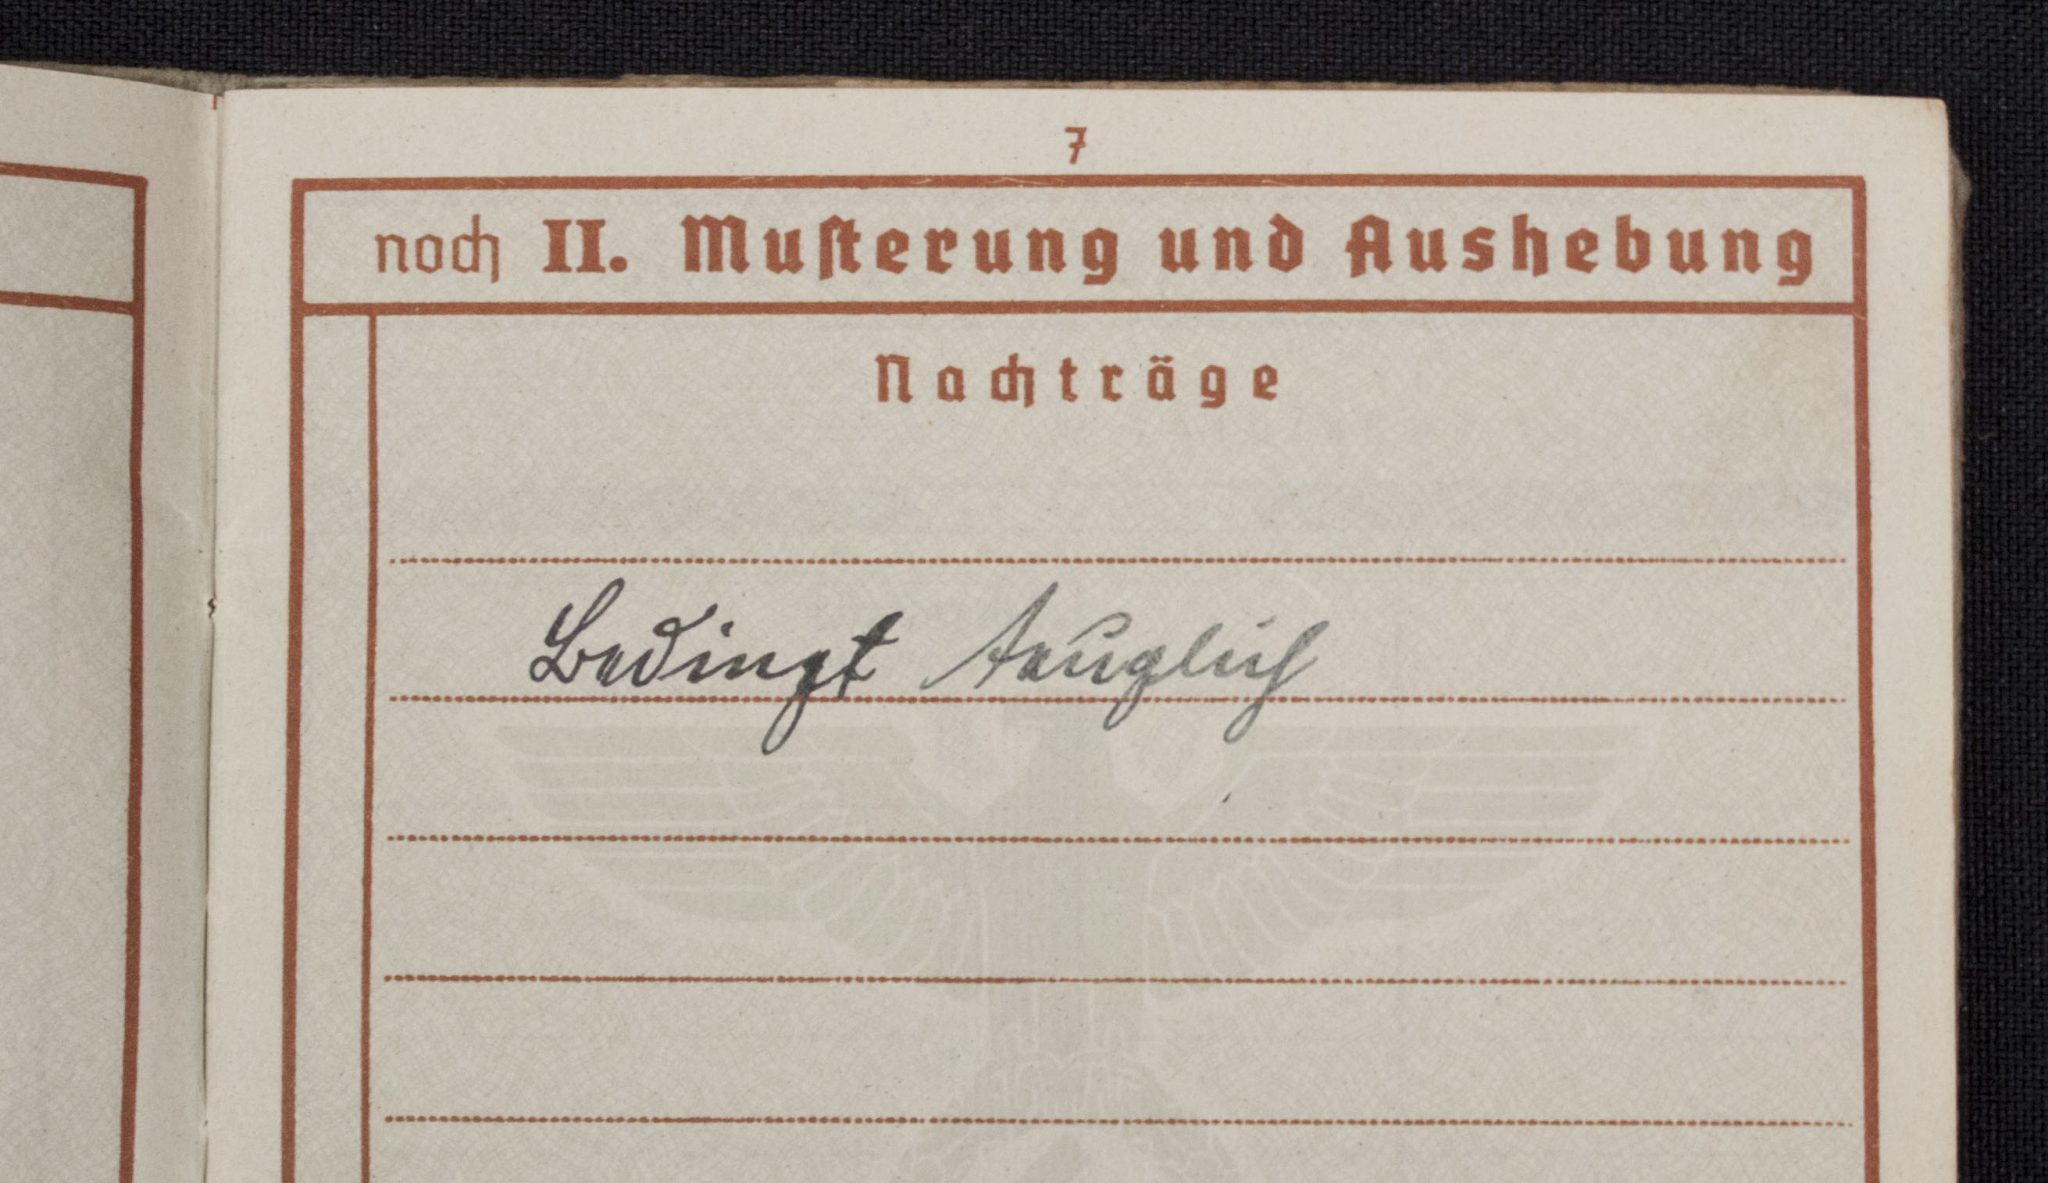 7
noch II. Musterung und Aushebung
Nachträge
Bedingt tauglich